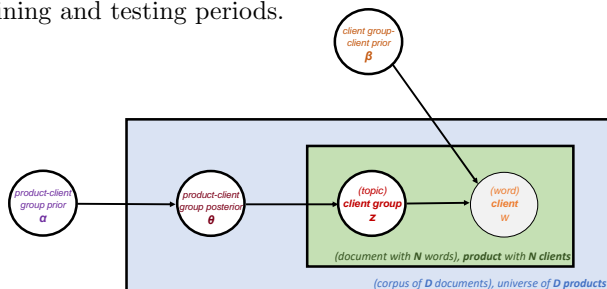 ining and testing periods.
client group-
client prior
β
product-client
group prior
α
product-client
group posterior
θ
(topic)
client group
z
(word)
client
w
(document with N words), product with N clients
(corpus of D documents), universe of D products